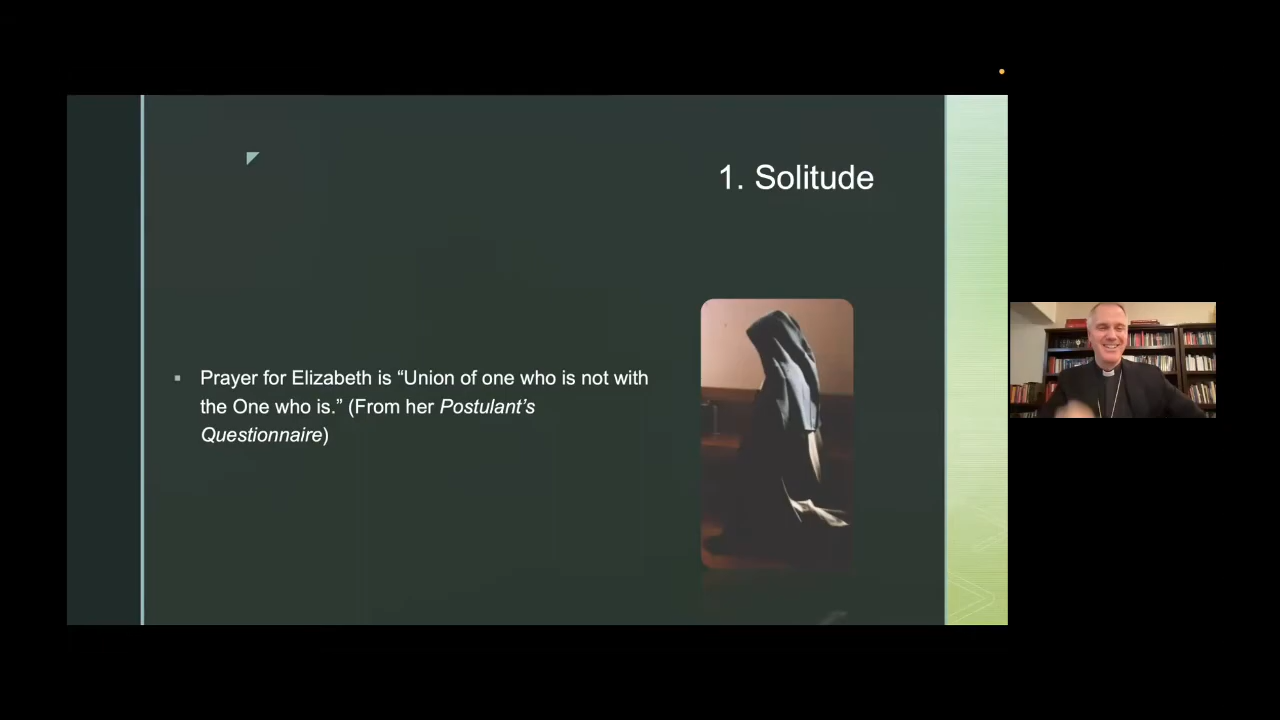 1. Solitude
▪ Prayer for Elizabeth is “Union of one who is not with
the One who is.” (From her Postulant’s
Questionnaire)